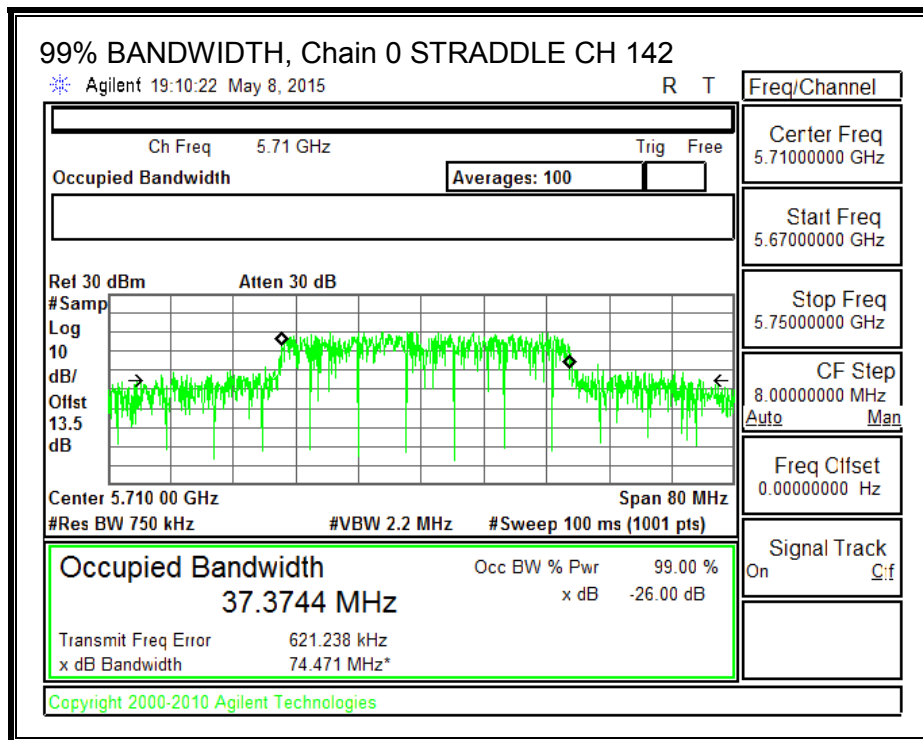 99% BANDWIDTH, Chain 0 STRADDLE CH 142
Agilent 19:10:22 May 8, 2015 R T
Freq/Channel
Ch Freq 5.71 GHz Trig Free
Occupied Bandwidth Averages: 100
Center Freq
5.71000000 GHz
Start Freq
5.67000000 GHz
Stop Freq
5.75000000 GHz
CF Step
8.00000000 MHz
Auto Man
Freq Offset
0.00000000 Hz
Signal Track
On Off
Ref 30 dBm Atten 30 dB
#Samp
Log
10
dB/
Offst
13.5
dB
Center 5.710 00 GHz Span 80 MHz
#Res BW 750 kHz #VBW 2.2 MHz #Sweep 100 ms (1001 pts)
Occupied Bandwidth Occ BW % Pwr 99.00 %
37.3744 MHz x dB -26.00 dB
Transmit Freq Error 621.238 kHz
x dB Bandwidth 74.471 MHz*
Copyright 2000-2010 Agilent Technologies